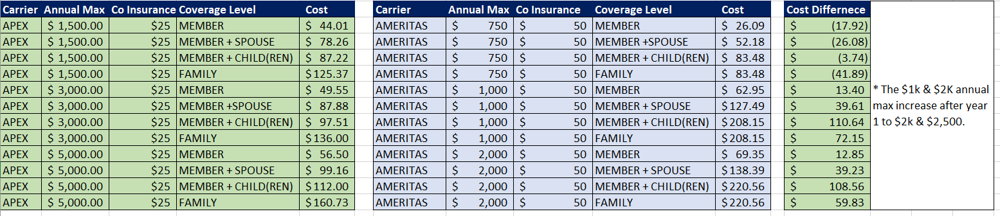 Carrier Annual Max Co Insurance Coverage Level Cost Carrier Annual Max Co Insurance Coverage Level Cost Cost Differnece
APEX $ 1,500.00 $25 MEMBER $ 44.01 AMERITAS $ 750 $ 50 MEMBER $ 26.09 $ (17.92)
APEX $ 1,500.00 $25 MEMBER + SPOUSE $ 78.26 AMERITAS $ 750 $ 50 MEMBER +SPOUSE $ 52.18 $ (26.08)
APEX $ 1,500.00 $25 MEMBER + CHILD(REN) $ 87.22 AMERITAS $ 750 $ 50 MEMBER + CHILD(REN) $ 83.48 $ (3.74)
APEX $ 1,500.00 $25 FAMILY $125.37 AMERITAS $ 750 $ 50 FAMILY $ 83.48 $ (41.89)
APEX $ 3,000.00 $25 MEMBER $ 49.55 AMERITAS $ 1,000 $ 50 MEMBER $ 62.95 $ 13.40 * The $1k & $2K annual
APEX $ 3,000.00 $25 MEMBER +SPOUSE $ 87.88 AMERITAS $ 1,000 $ 50 MEMBER + SPOUSE $127.49 $ 39.61 max increase after year
APEX $ 3,000.00 $25 MEMBER + CHILD(REN) $ 97.51 AMERITAS $ 1,000 $ 50 MEMBER + CHILD(REN) $208.15 $ 110.64 1 to $2k & $2,500.
APEX $ 3,000.00 $25 FAMILY $136.00 AMERITAS $ 1,000 $ 50 FAMILY $208.15 $ 72.15
APEX $ 5,000.00 $25 MEMBER $ 56.50 AMERITAS $ 2,000 $ 50 MEMBER $ 69.35 $ 12.85
APEX $ 5,000.00 $25 MEMBER + SPOUSE $ 99.16 AMERITAS $ 2,000 $ 50 MEMBER + SPOUSE $138.39 $ 39.23
APEX $ 5,000.00 $25 MEMBER + CHILD(REN) $112.00 AMERITAS $ 2,000 $ 50 MEMBER + CHILD(REN) $220.56 $ 108.56
APEX $ 5,000.00 $25 FAMILY $160.73 AMERITAS $ 2,000 $ 50 FAMILY $220.56 $ 59.83